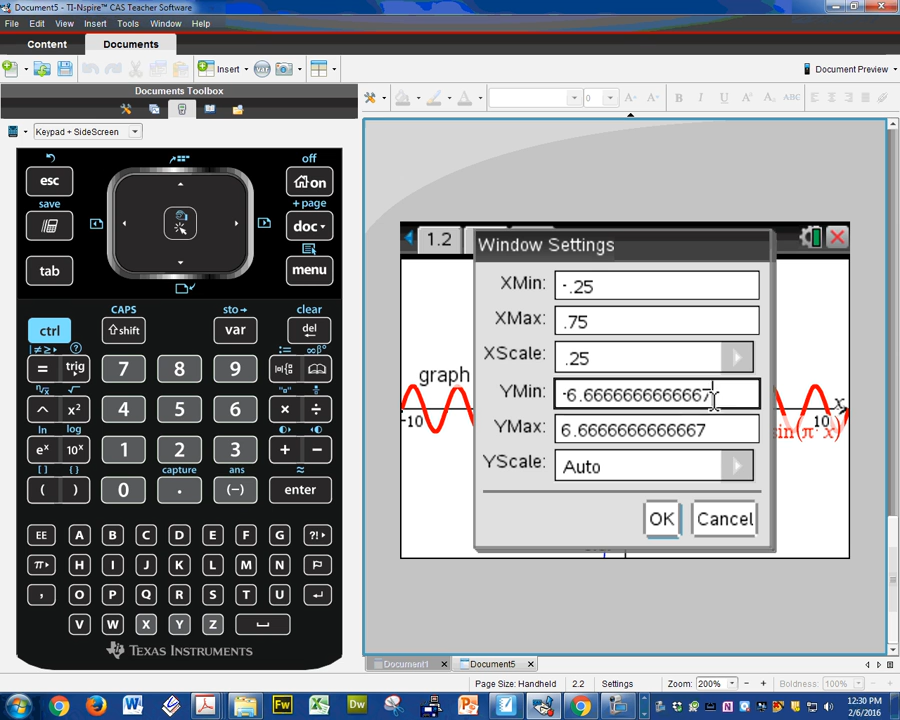 Document5 - TI-Nspire™ CAS Teacher Software
File Edit View Insert Tools Window Help
Content Documents
Insert Document Preview
Documents Toolbox
Keypad + SideScreen
0
B I U A A ABC
off
esc on
save + page
doc
tab menu
CAPS sto→ clear
ctrl shift var del
= trig 7 8 9
^ x² 4 5 6 × ÷
ln log
eˣ 10ˣ 1 2 3 + −
[ ] { } capture ans ≈
( ) 0 . (−) enter
EE A B C D E F G ?!
π H I J K L M N
, O P Q R S T U
V W X Y Z
TEXAS INSTRUMENTS
1.2
Window Settings
XMin: -.25
XMax: .75
XScale: .25
YMin: -6.6666666666667
YMax: 6.6666666666667
YScale: Auto
OK Cancel
graph
-10 10 x
sin(π·x)
Document1 Document5
Page Size: Handheld 2.2 Settings Zoom: 200% Boldness: 100%
Fw Dw
12:30 PM
2/6/2016